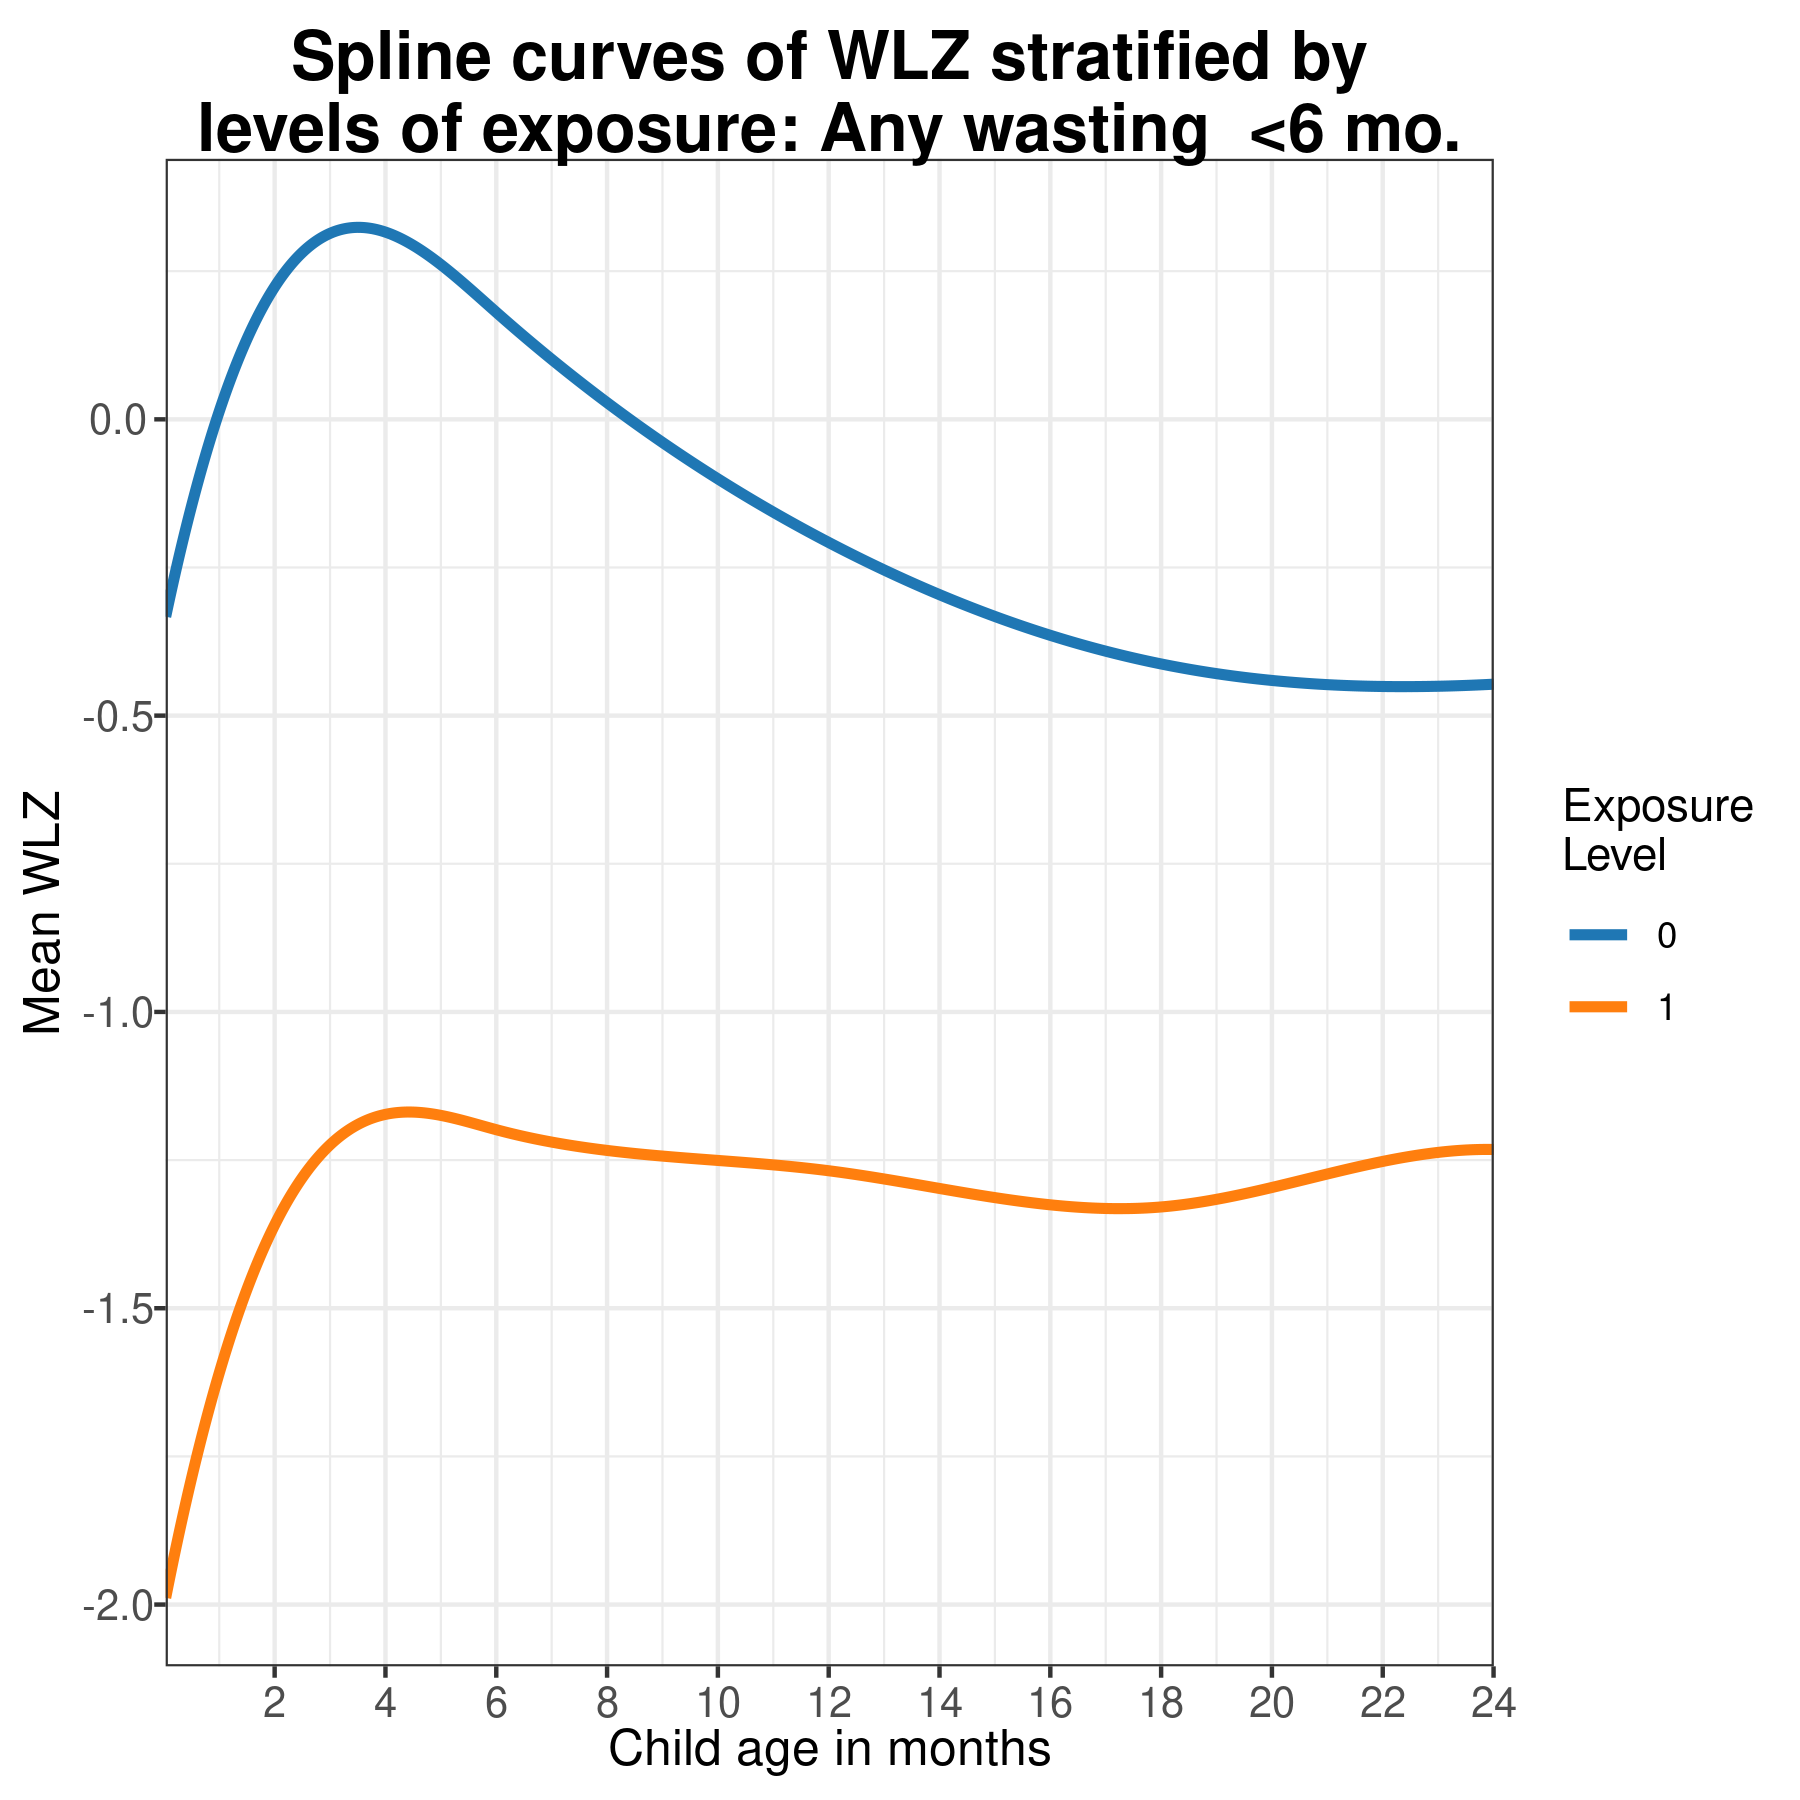 Spline curves of WLZ stratified by
levels of exposure: Any wasting  <6 mo.
Mean WLZ
0.0
-0.5
-1.0
-1.5
-2.0
2 4 6 8 10 12 14 16 18 20 22 24
Child age in months
Exposure
Level
0
1